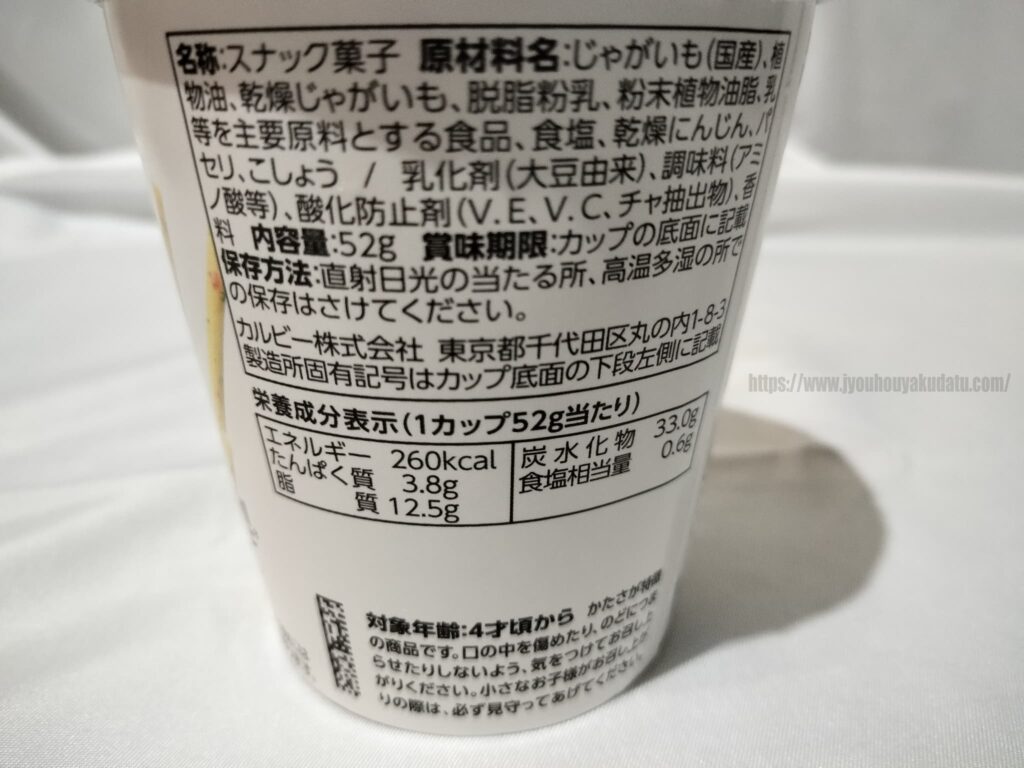 名称:スナック菓子 原材料名:じゃがいも(国産)、植
物油、乾燥じゃがいも、脱脂粉乳、粉末植物油脂、乳
等を主要原料とする食品、食塩、乾燥にんじん、パ
セリ、こしょう / 乳化剤(大豆由来)、調味料(アミ
ノ酸等)、酸化防止剤(V.E、V.C、チャ抽出物)、香
料 内容量:52g 賞味期限:カップの底面に記載
保存方法:直射日光の当たる所、高温多湿の所で
の保存はさけてください。
カルビー株式会社 東京都千代田区丸の内1-8-3
製造所固有記号はカップ底面の下段左側に記載
https://www.jyouhouyakudatu.com/
栄養成分表示(1カップ52g当たり)
エネルギー 260kcal 炭水化物 33.0g
たんぱく質 3.8g 食塩相当量 0.6g
脂質 12.5g
対象年齢:4才頃から かたさが特徴
の商品です。口の中を傷めたり、のどにつま
らせたりしないよう、気をつけてお召し上
がりください。小さなお子様がお召し上が
りの際は、必ず見守ってあげてください。